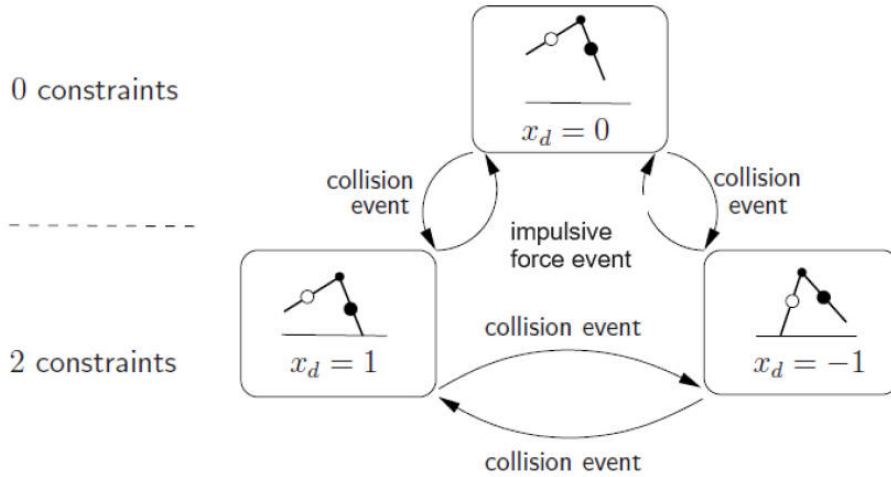 0 constraints
x_d = 0
collision
event
collision
event
impulsive
force event
2 constraints
x_d = 1
collision event
x_d = −1
collision event